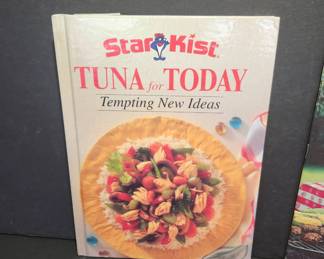 StarKist
TUNA for TODAY
Tempting New Ideas